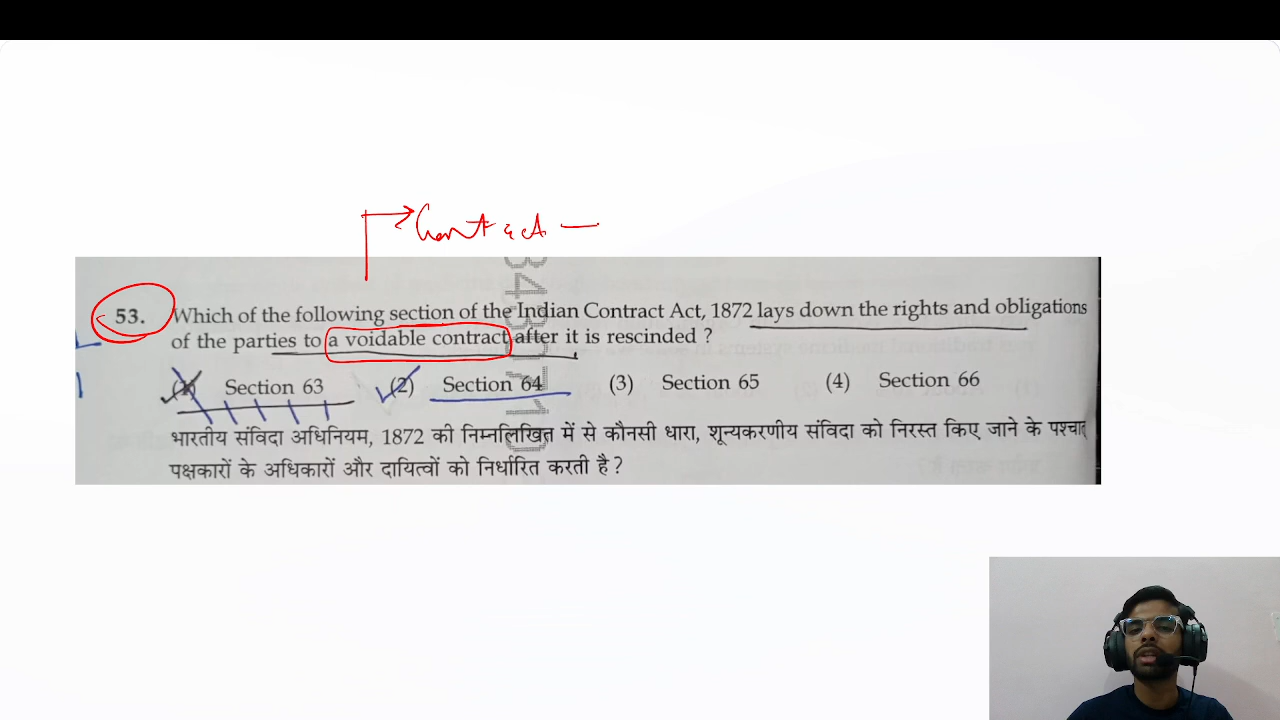 Contract —
53. Which of the following section of the Indian Contract Act, 1872 lays down the rights and obligations
of the parties to a voidable contract after it is rescinded ?
(1) Section 63 (2) Section 64 (3) Section 65 (4) Section 66
भारतीय संविदा अधिनियम, 1872 की निम्नलिखित में से कौनसी धारा, शून्यकरणीय संविदा को निरस्त किए जाने के पश्चात्
पक्षकारों के अधिकारों और दायित्वों को निर्धारित करती है ?